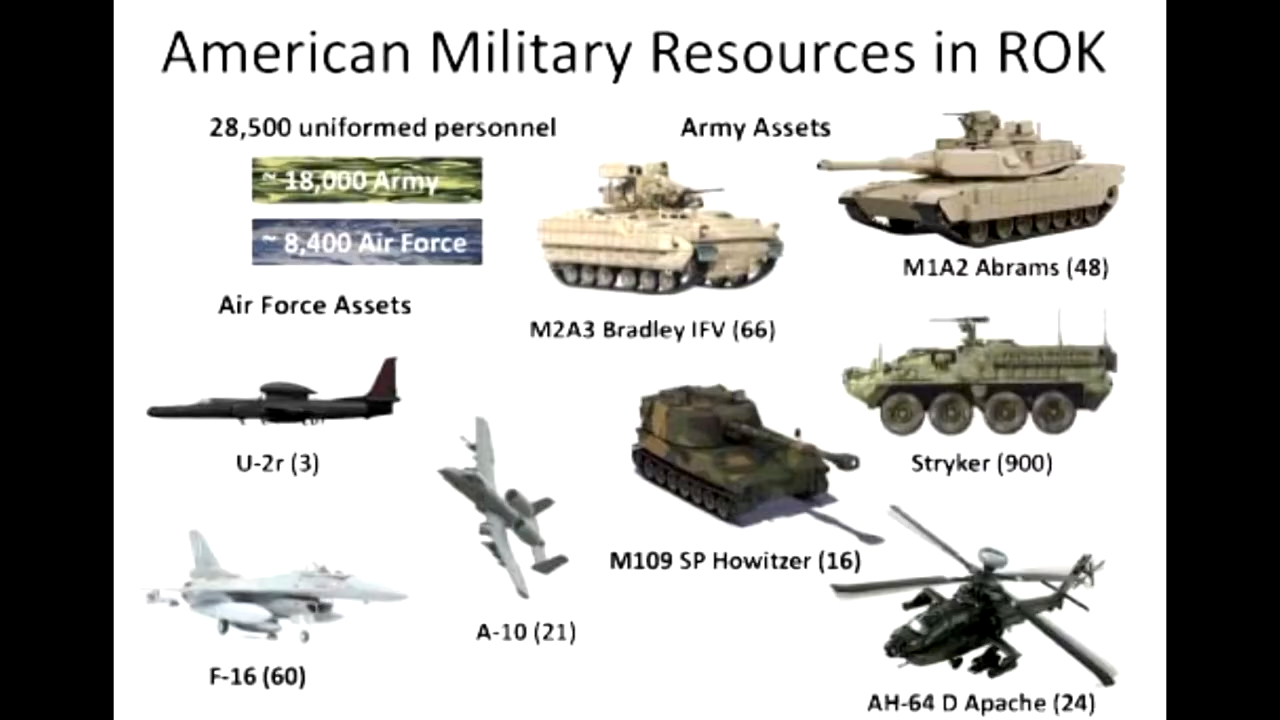 American Military Resources in ROK
28,500 uniformed personnel
~ 18,000 Army
~ 8,400 Air Force
Air Force Assets
U-2r (3)
A-10 (21)
F-16 (60)
Army Assets
M1A2 Abrams (48)
M2A3 Bradley IFV (66)
Stryker (900)
M109 SP Howitzer (16)
AH-64 D Apache (24)